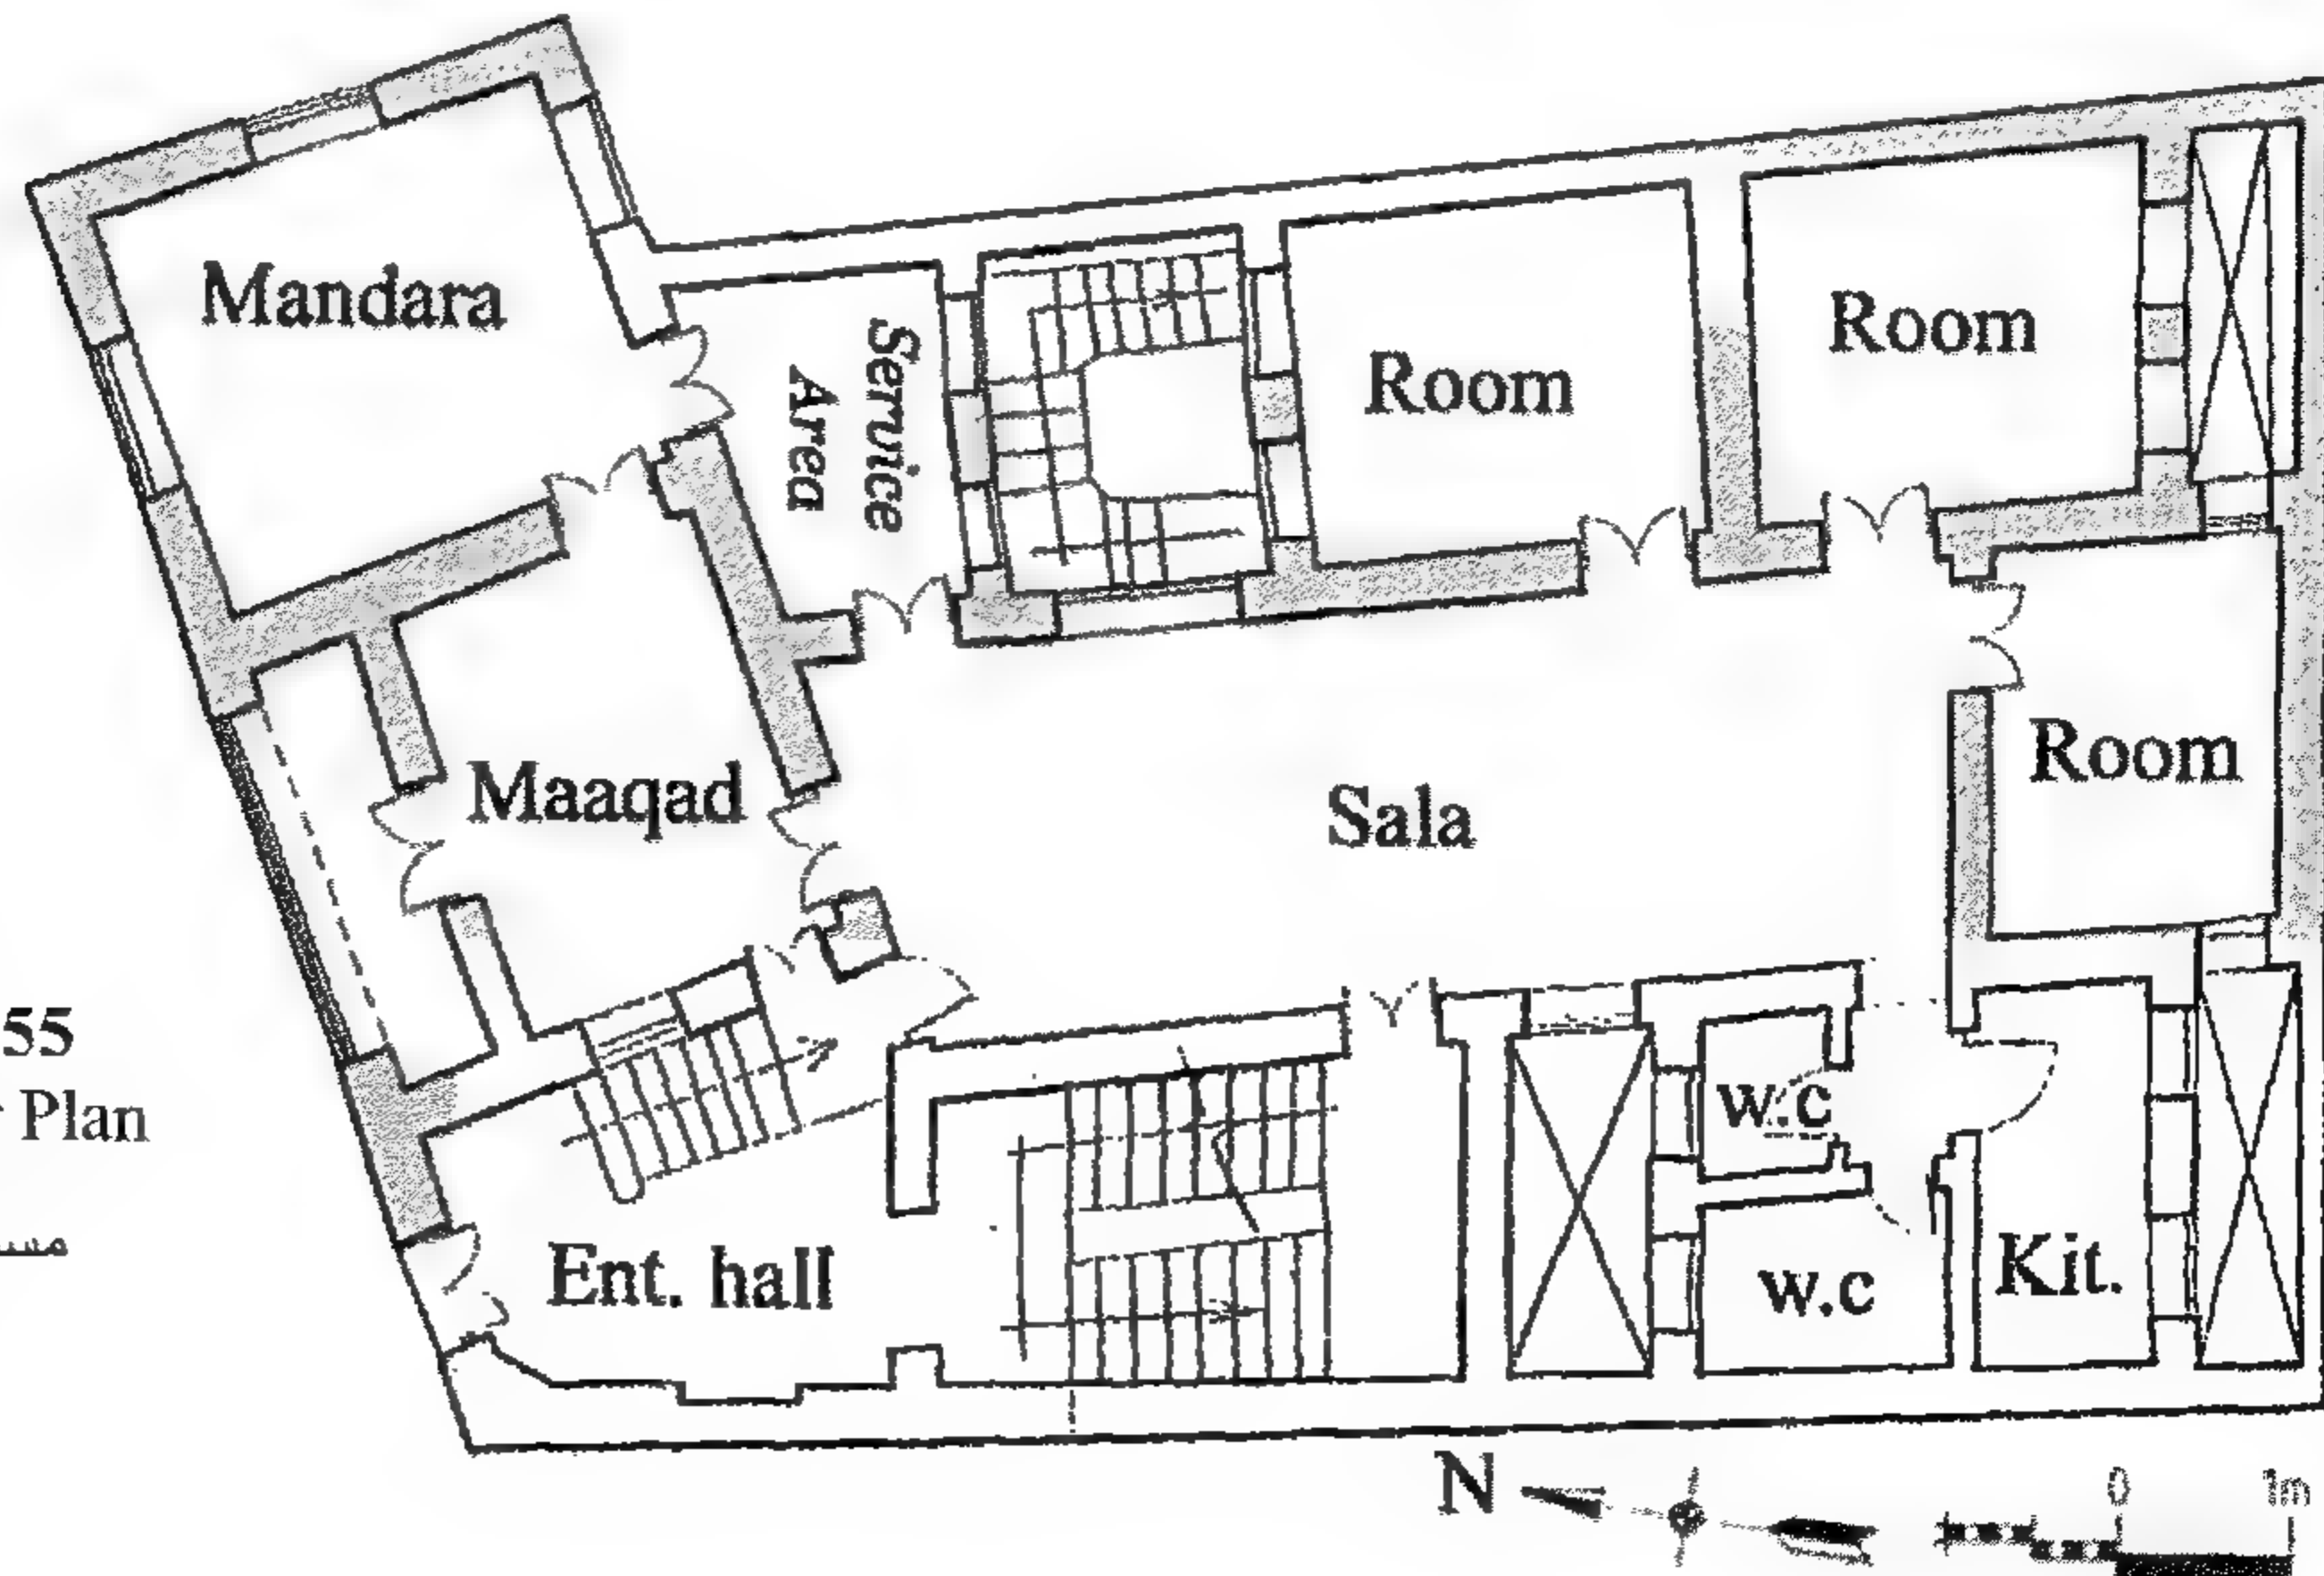 Mandara
Service
Area
Room
Room
Maaqad
Sala
Room
55
Plan
w.c
Ent. hall
w.c
Kit.
N
0
1m